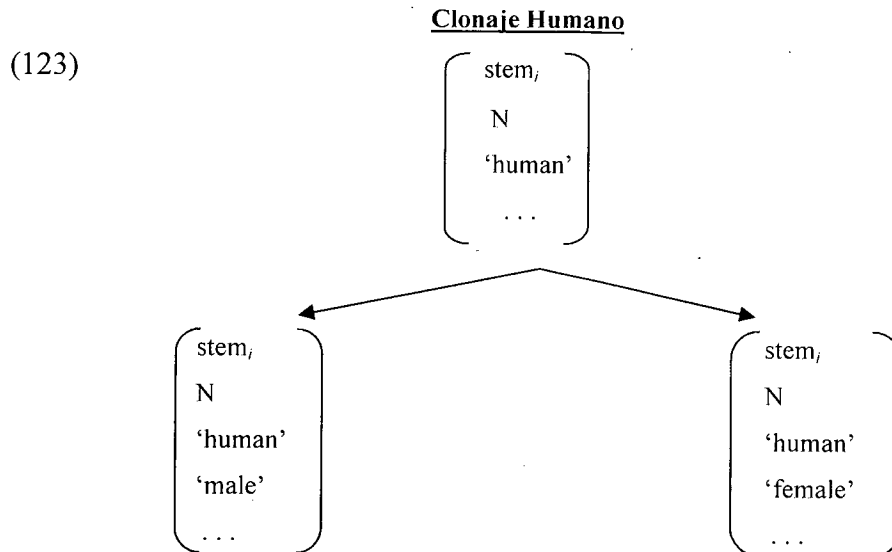 Clonaje Humano
(123)
stemᵢ
N
‘human’
...
stemᵢ
N
‘human’
‘male’
...
stemᵢ
N
‘human’
‘female’
...